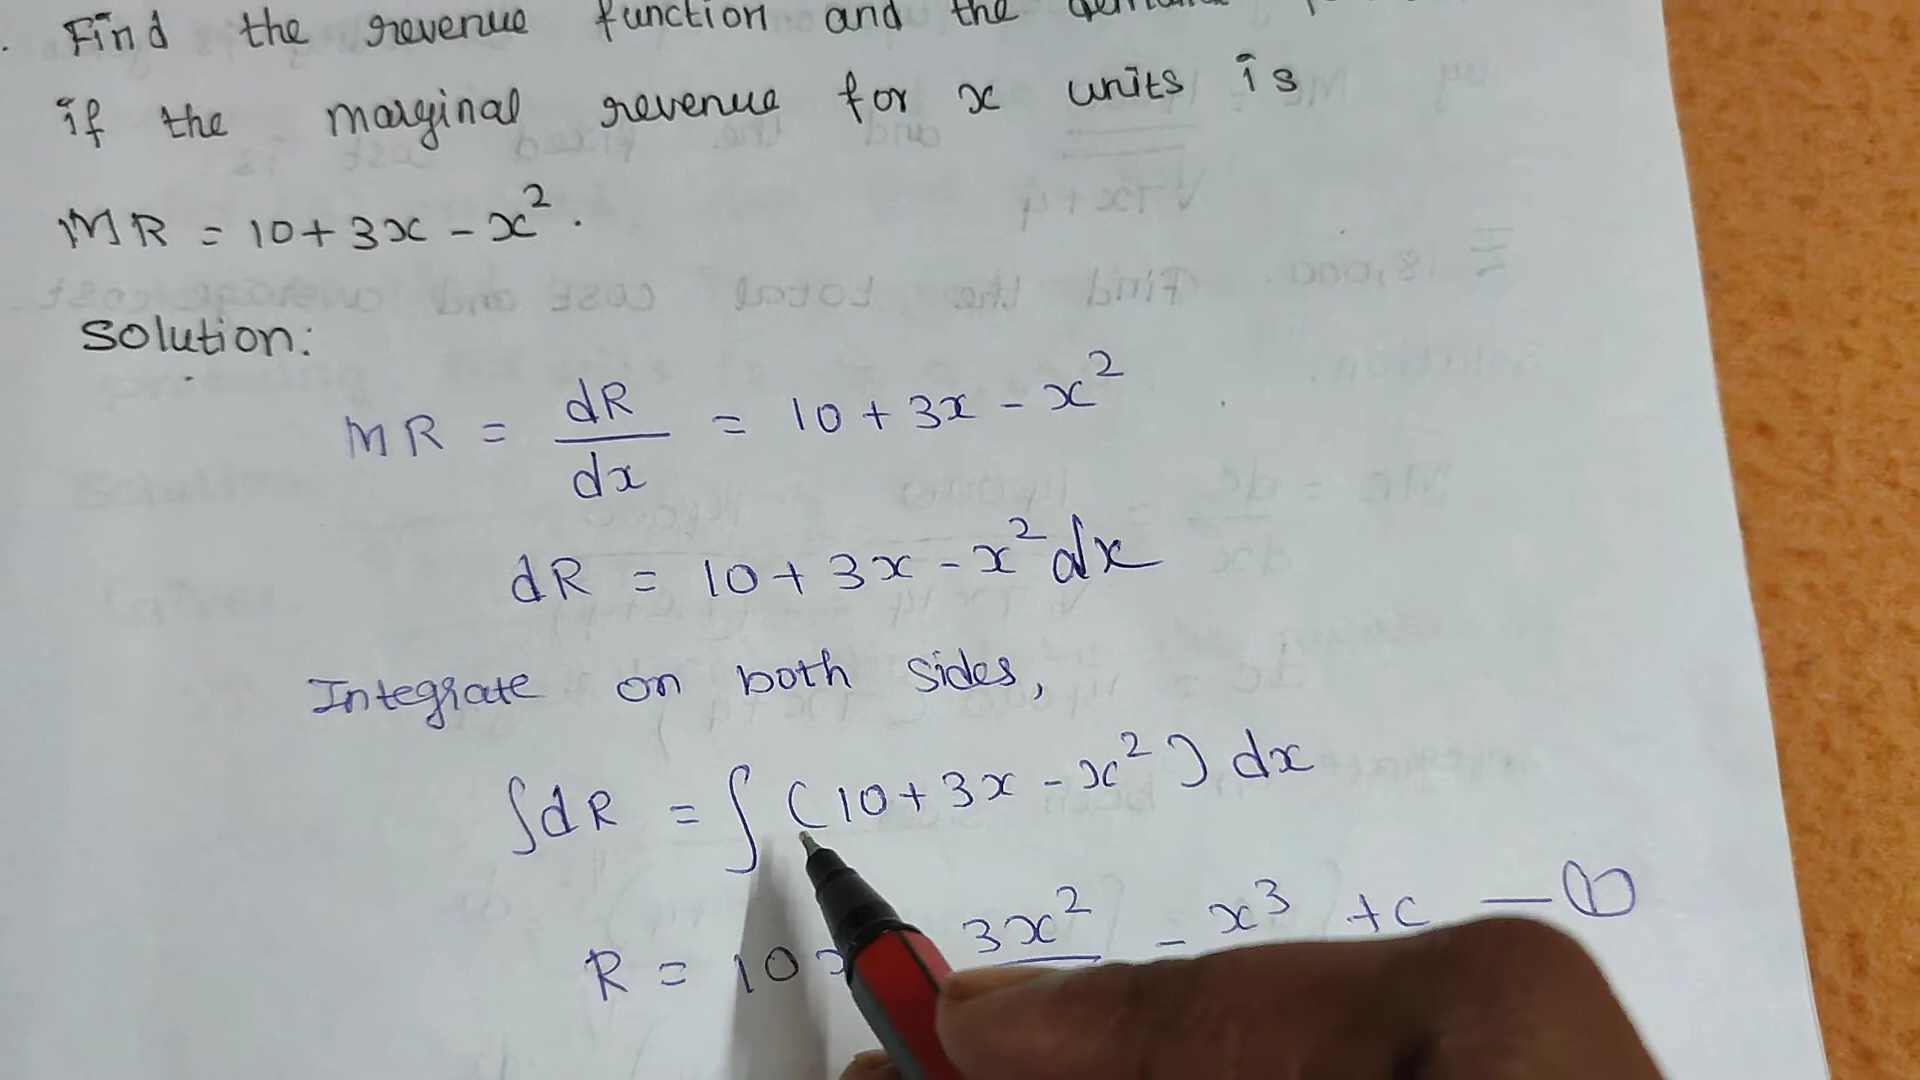 . Find the revenue function and the
if the marginal revenue for x units is
MR = 10 + 3x - x².
Solution:
MR = dR/dx = 10 + 3x - x²
dR = 10 + 3x - x² dx
Integrate on both sides,
∫dR = ∫ (10 + 3x - x²) dx
R = 10x 3x² - x³ + c — ①